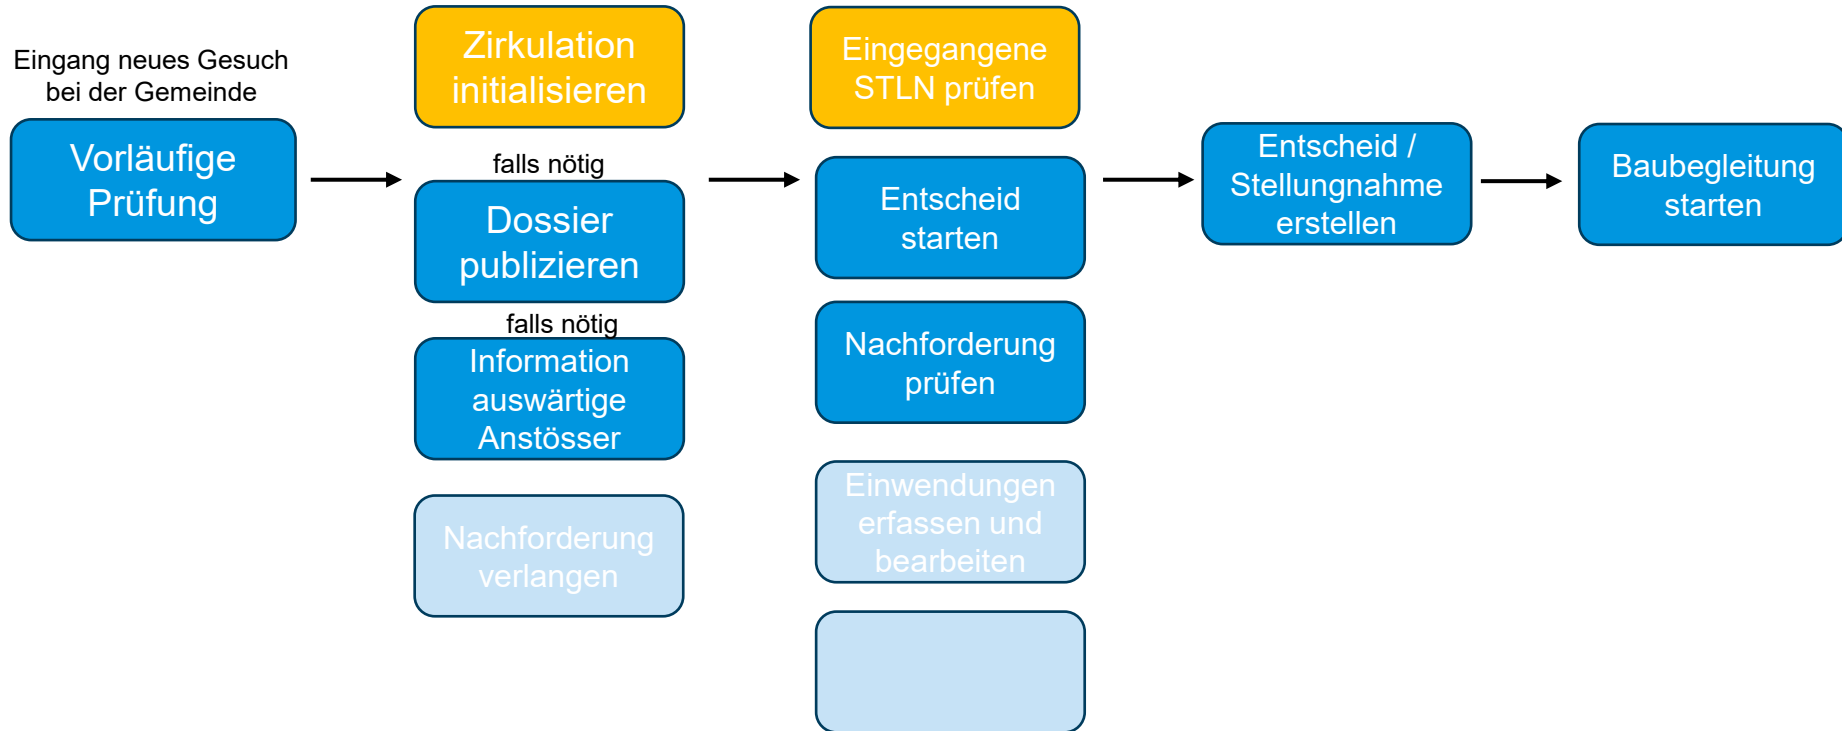 Eingang neues Gesuch
bei der Gemeinde
Vorläufige
Prüfung
Zirkulation
initialisieren
falls nötig
Dossier
publizieren
falls nötig
Information
auswärtige
Anstösser
Nachforderung
verlangen
Eingegangene
STLN prüfen
Entscheid
starten
Nachforderung
prüfen
Einwendungen
erfassen und
bearbeiten
Entscheid /
Stellungnahme
erstellen
Baubegleitung
starten